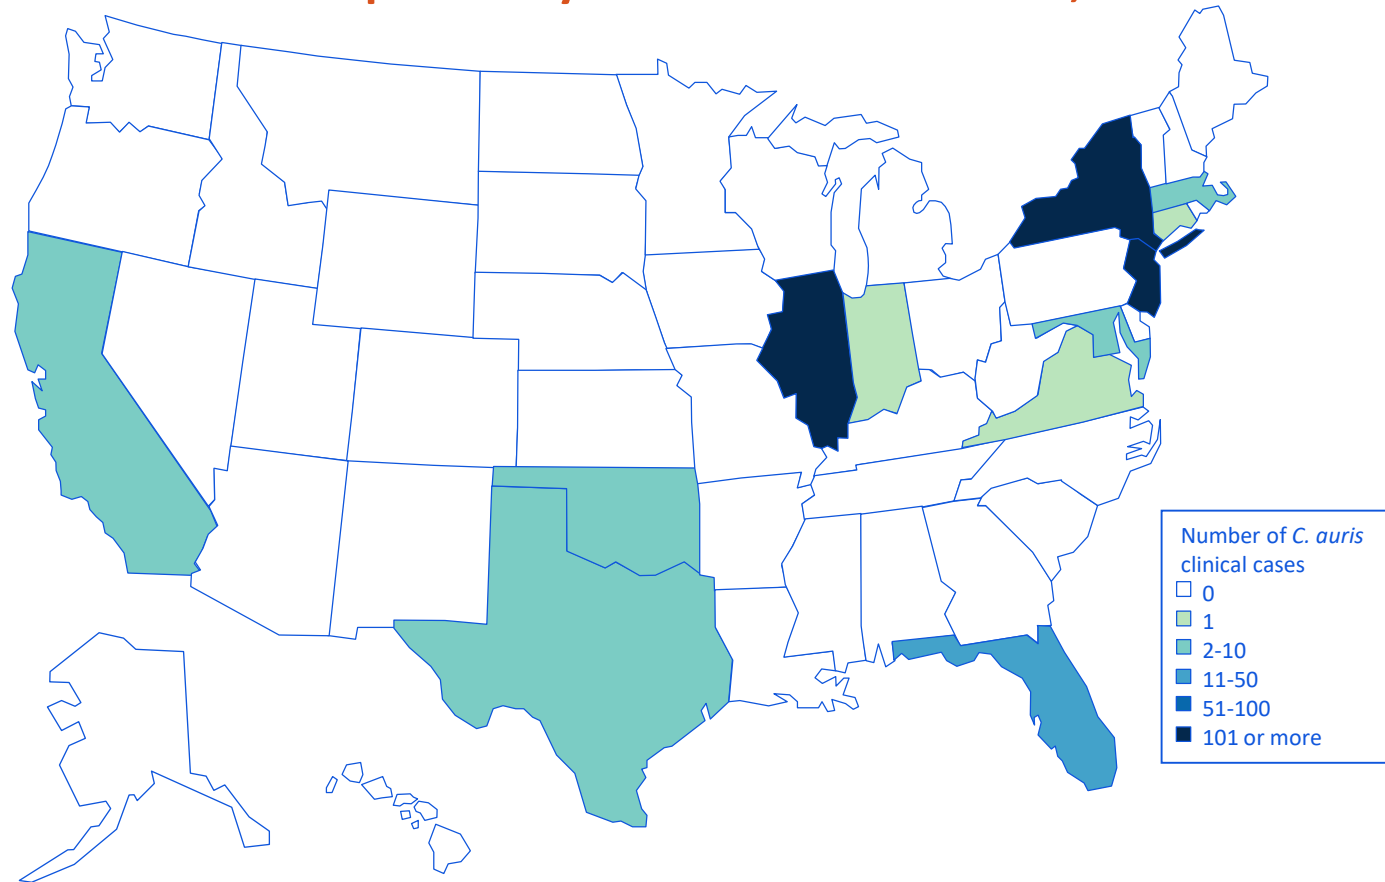 Number of C. auris
clinical cases
0
1
2-10
11-50
51-100
101 or more